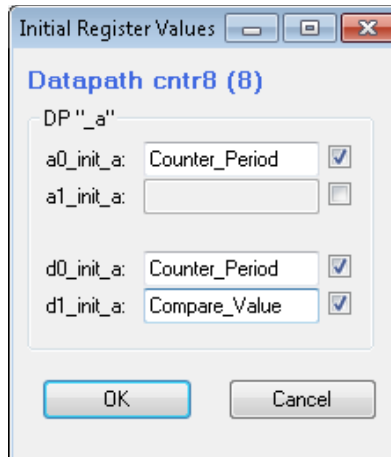 Initial Register Values
Datapath cntr8 (8)
DP "_a"
a0_init_a: Counter_Period
a1_init_a:
d0_init_a: Counter_Period
d1_init_a: Compare_Value
OK Cancel